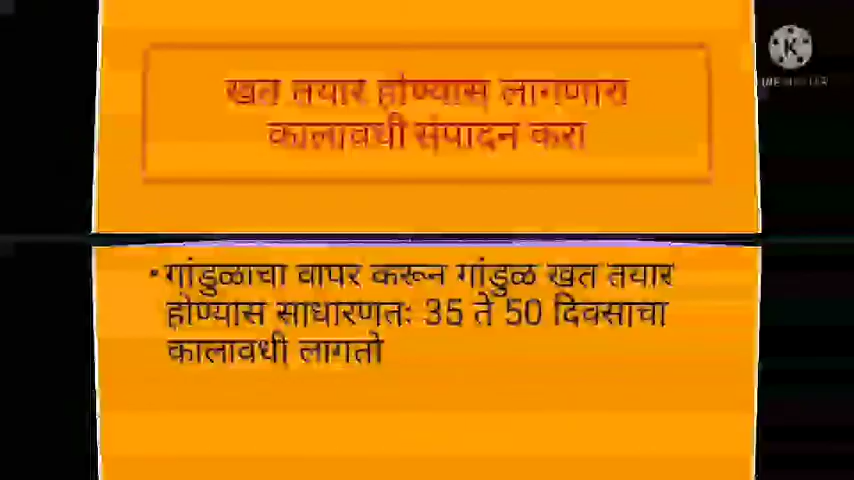 खत तयार होण्यास लागणारा
कालावधी संपादन करा
•गांडुळाचा वापर करून गांडुळ खत तयार
होण्यास साधारणतः 35 ते 50 दिवसाचा
कालावधी लागतो